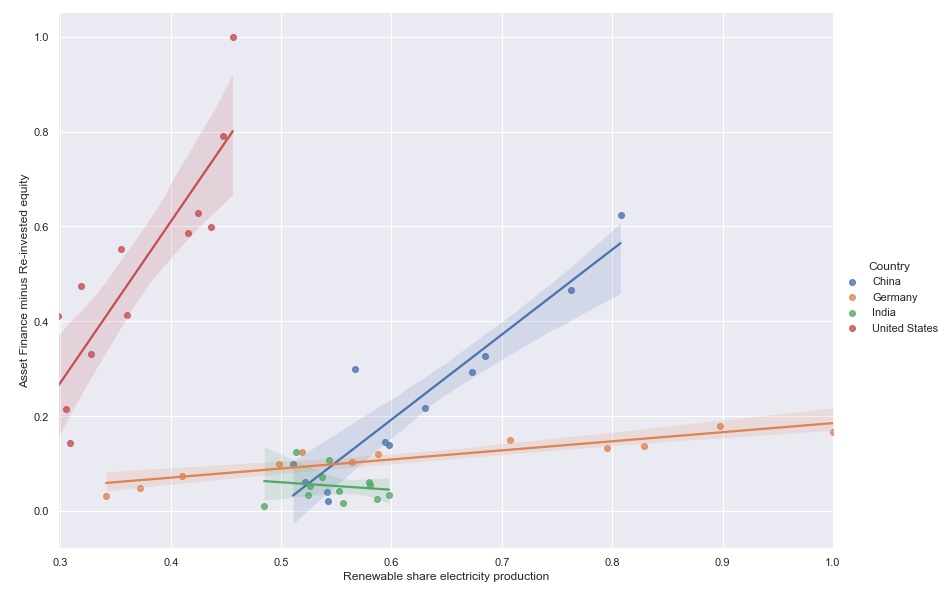 1.0
0.8
0.6
0.4
0.2
0.0
Asset Finance minus Re-invested equity
0.3 0.4 0.5 0.6 0.7 0.8 0.9 1.0
Renewable share electricity production
Country
China
Germany
India
United States